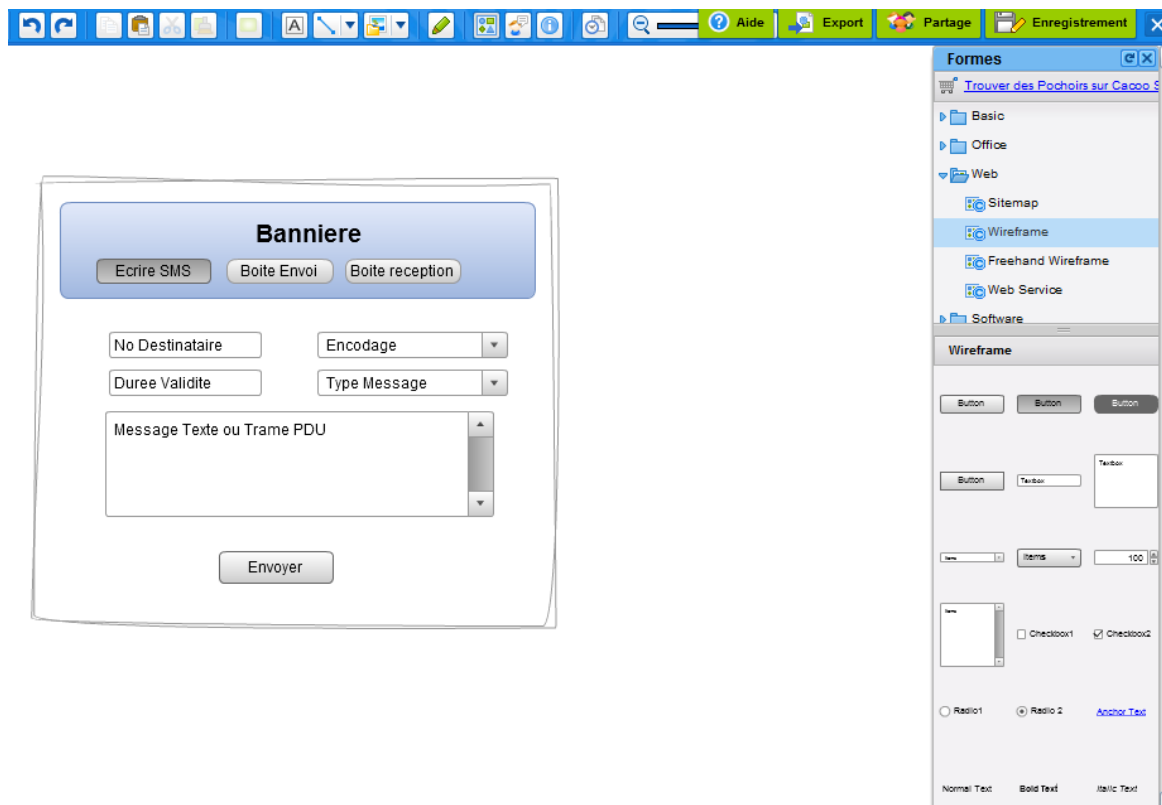 Aide
Export
Partage
Enregistrement
Formes
Trouver des Pochoirs sur Cacoo S
Basic
Office
Web
Sitemap
Wireframe
Freehand Wireframe
Web Service
Software
Banniere
Ecrire SMS
Boite Envoi
Boite reception
No Destinataire
Encodage
Duree Validite
Type Message
Message Texte ou Trame PDU
Envoyer
Wireframe
Button
Button
Button
Button
Textbox
Textbox
Items
Items
100
Items
Checkbox1
Checkbox2
Radio1
Radio 2
Anchor Text
Normal Text
Bold Text
Italic Text